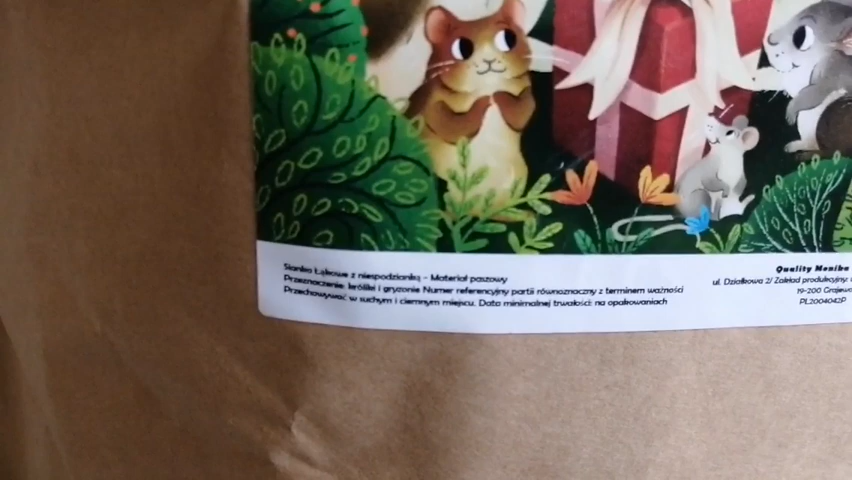 Sianko Łąkowe z niespodzianką – Materiał paszowy
Przeznaczenie: króliki i gryzonie Numer referencyjny partii równoznaczny z terminem ważności
Przechowywać w suchym i ciemnym miejscu. Data minimalnej trwałości: na opakowaniach
Quality Monika
ul. Działkowa 2/ Zakład produkcyjny:
19-200 Grajewo
PL2004042P